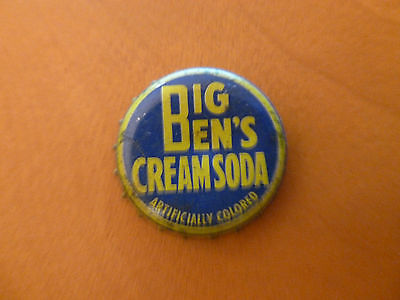 BIG
BEN'S
CREAM SODA
ARTIFICIALLY COLORED